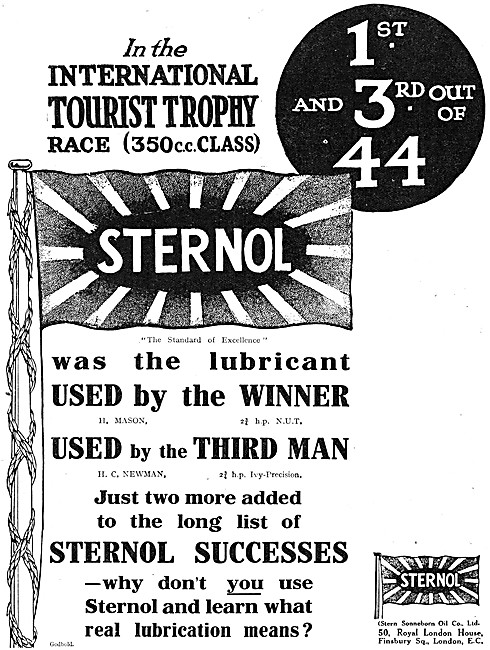 In the
INTERNATIONAL
TOURIST TROPHY
RACE (350c.c. CLASS)
1ST
AND 3RD OUT OF
44
STERNOL
"The Standard of Excellence"
was the lubricant
USED by the WINNER
H. MASON, 2¾ h.p. N.U.T.
USED by the THIRD MAN
H. C. NEWMAN, 2¾ h.p. Ivy-Precision.
Just two more added
to the long list of
STERNOL SUCCESSES
—why don't you use
Sternol and learn what
real lubrication means?
Godbold.
STERNOL
(Stern Sonneborn Oil Co., Ltd.
50, Royal London House,
Finsbury Sq., London, E.C.